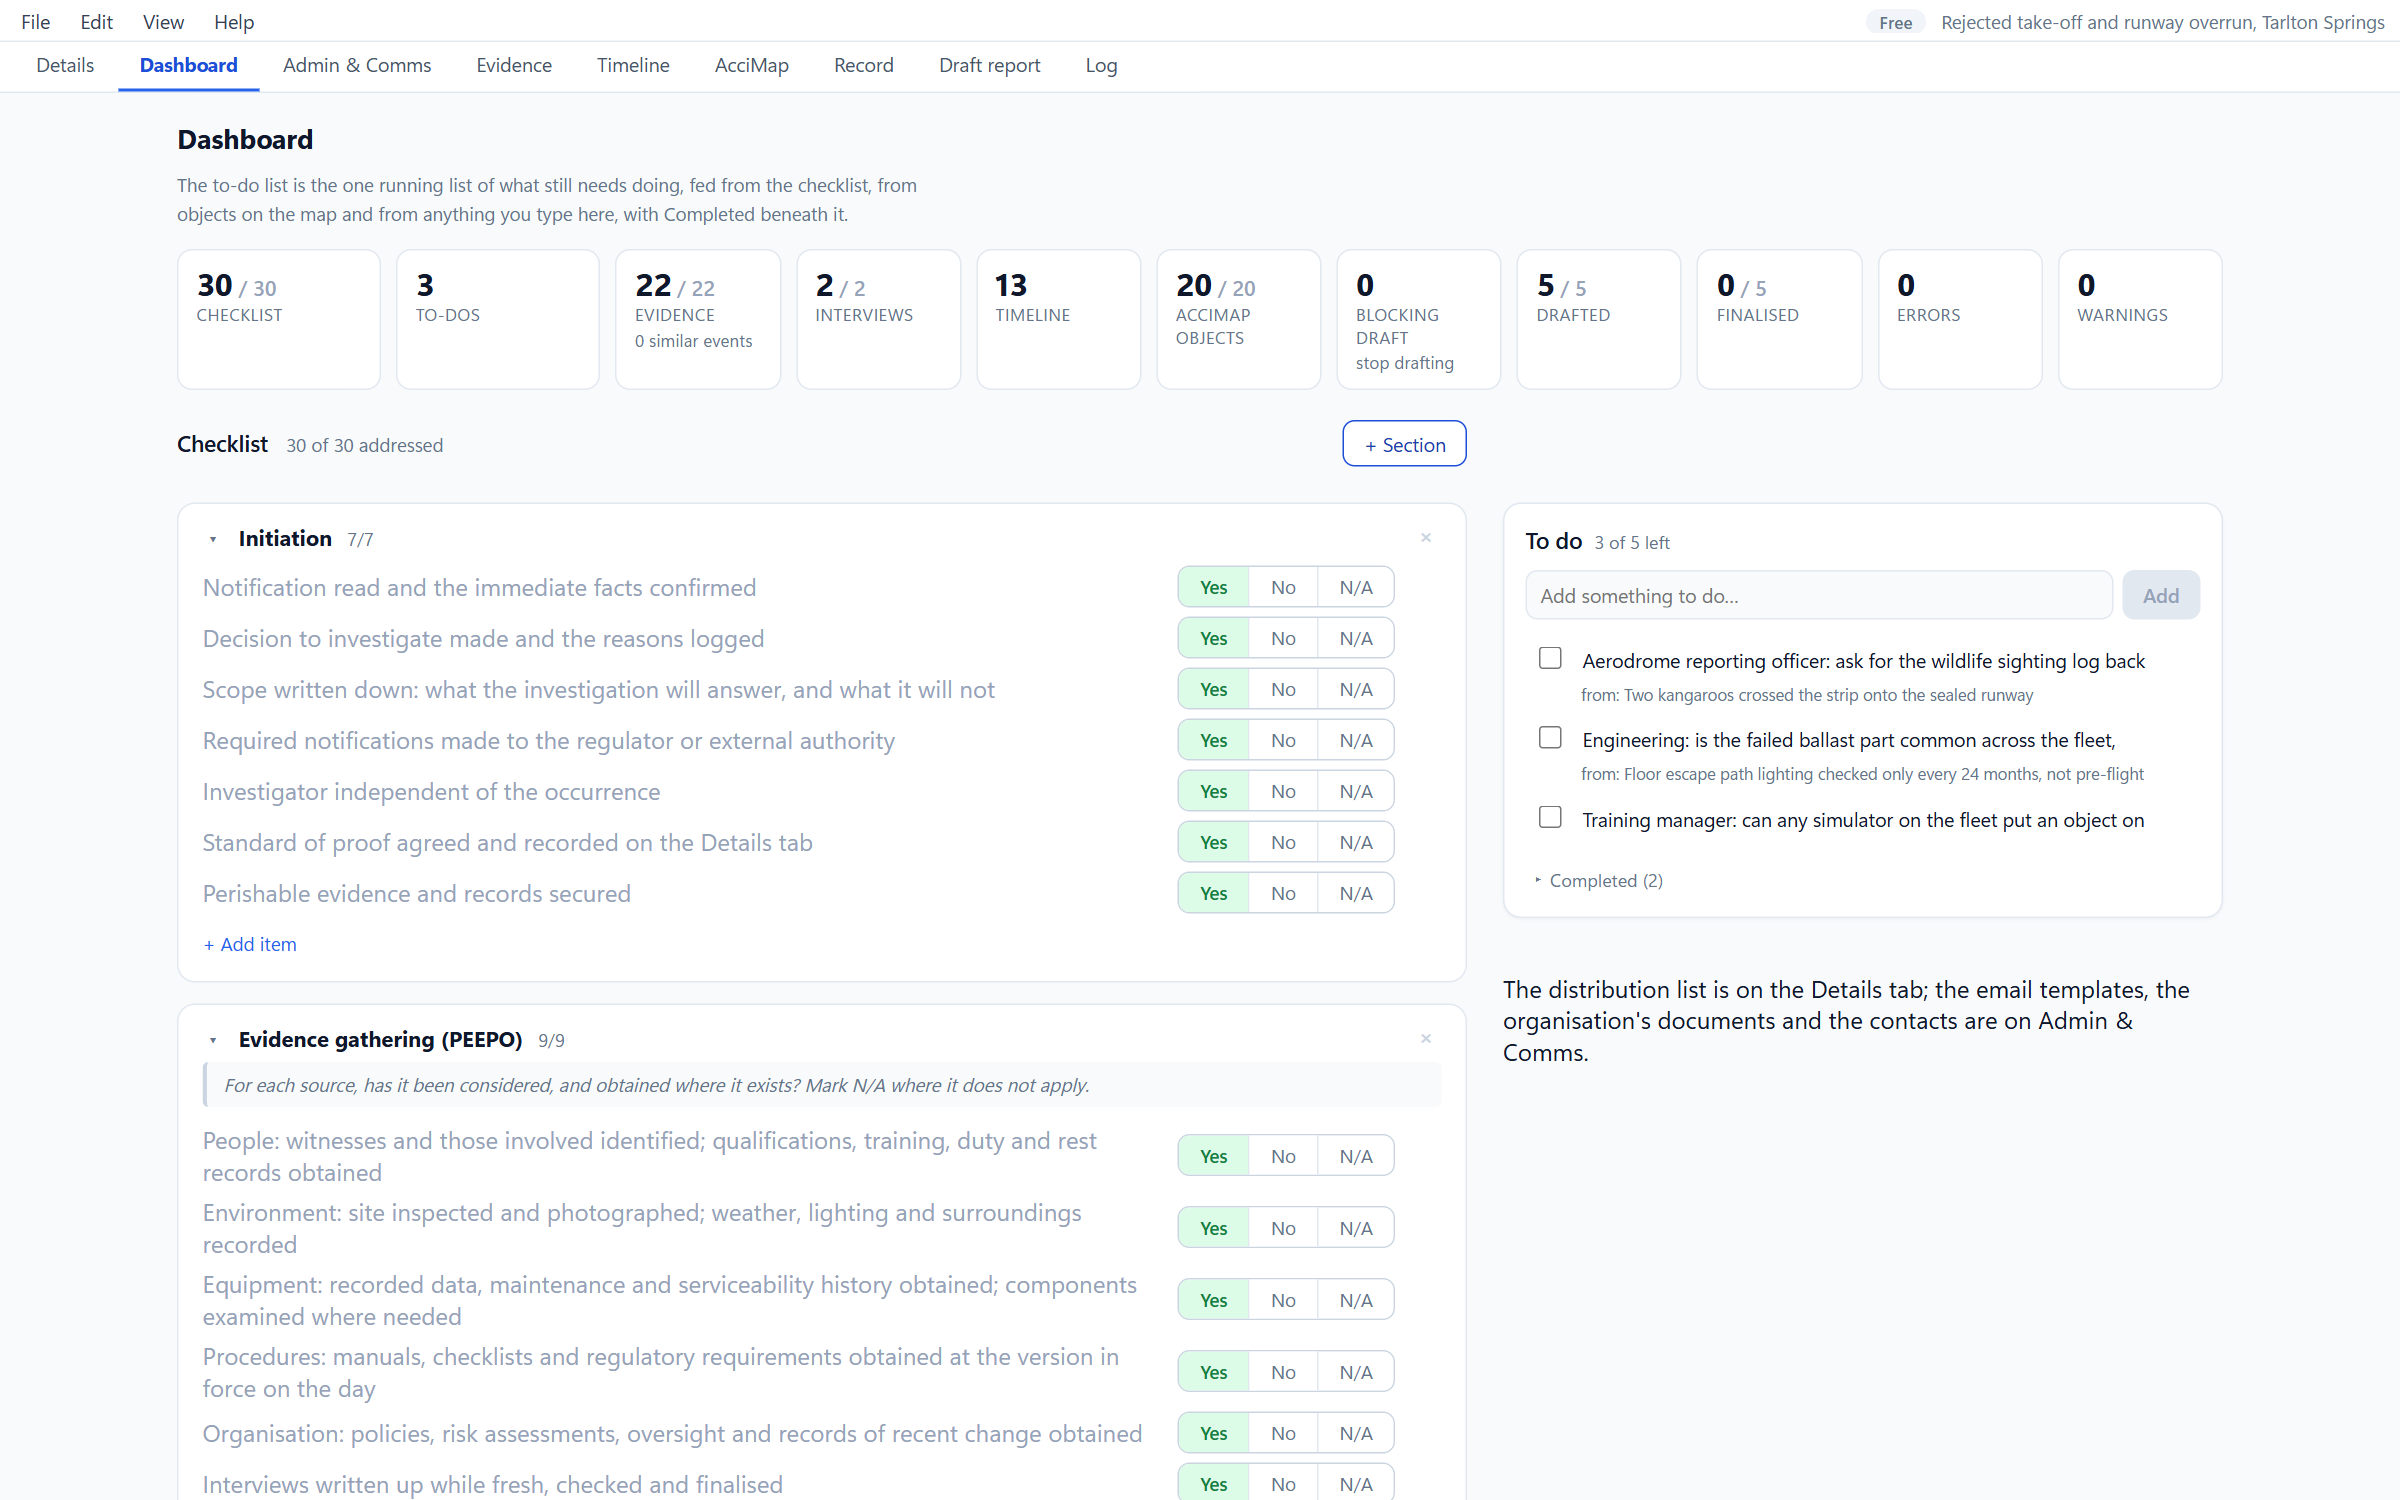 File Edit View Help
Free Rejected take-off and runway overrun, Tarlton Springs
Details Dashboard Admin & Comms Evidence Timeline AcciMap Record Draft report Log
Dashboard
The to-do list is the one running list of what still needs doing, fed from the checklist, from
objects on the map and from anything you type here, with Completed beneath it.
30 / 30
CHECKLIST
3
TO-DOS
22 / 22
EVIDENCE
0 similar events
2 / 2
INTERVIEWS
13
TIMELINE
20 / 20
ACCIMAP
OBJECTS
0
BLOCKING
DRAFT
stop drafting
5 / 5
DRAFTED
0 / 5
FINALISED
0
ERRORS
0
WARNINGS
Checklist 30 of 30 addressed
+ Section
Initiation 7/7 ×
Notification read and the immediate facts confirmed Yes No N/A
Decision to investigate made and the reasons logged Yes No N/A
Scope written down: what the investigation will answer, and what it will not Yes No N/A
Required notifications made to the regulator or external authority Yes No N/A
Investigator independent of the occurrence Yes No N/A
Standard of proof agreed and recorded on the Details tab Yes No N/A
Perishable evidence and records secured Yes No N/A
+ Add item
Evidence gathering (PEEPO) 9/9 ×
For each source, has it been considered, and obtained where it exists? Mark N/A where it does not apply.
People: witnesses and those involved identified; qualifications, training, duty and rest
records obtained
Yes No N/A
Environment: site inspected and photographed; weather, lighting and surroundings
recorded
Yes No N/A
Equipment: recorded data, maintenance and serviceability history obtained; components
examined where needed
Yes No N/A
Procedures: manuals, checklists and regulatory requirements obtained at the version in
force on the day
Yes No N/A
Organisation: policies, risk assessments, oversight and records of recent change obtained Yes No N/A
Interviews written up while fresh, checked and finalised Yes No N/A
To do 3 of 5 left
Add something to do... Add
Aerodrome reporting officer: ask for the wildlife sighting log back
from: Two kangaroos crossed the strip onto the sealed runway
Engineering: is the failed ballast part common across the fleet,
from: Floor escape path lighting checked only every 24 months, not pre-flight
Training manager: can any simulator on the fleet put an object on
Completed (2)
The distribution list is on the Details tab; the email templates, the
organisation's documents and the contacts are on Admin &
Comms.